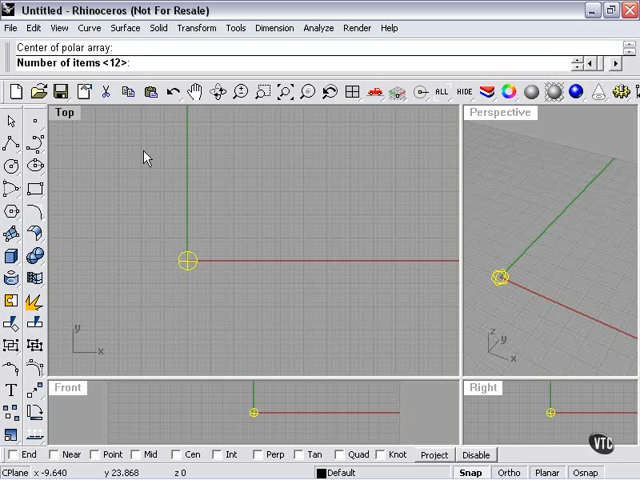 Untitled - Rhinoceros (Not For Resale)
File Edit View Curve Surface Solid Transform Tools Dimension Analyze Render Help
Center of polar array:
Number of items <12>:
ALL HIDE
Top
Perspective
y
x
z
y
x
T
Front
Right
VTC
End Near Point Mid Cen Int Perp Tan Quad Knot Project Disable
CPlane x -9.640 y 23.868 z 0 Default Snap Ortho Planar Osnap